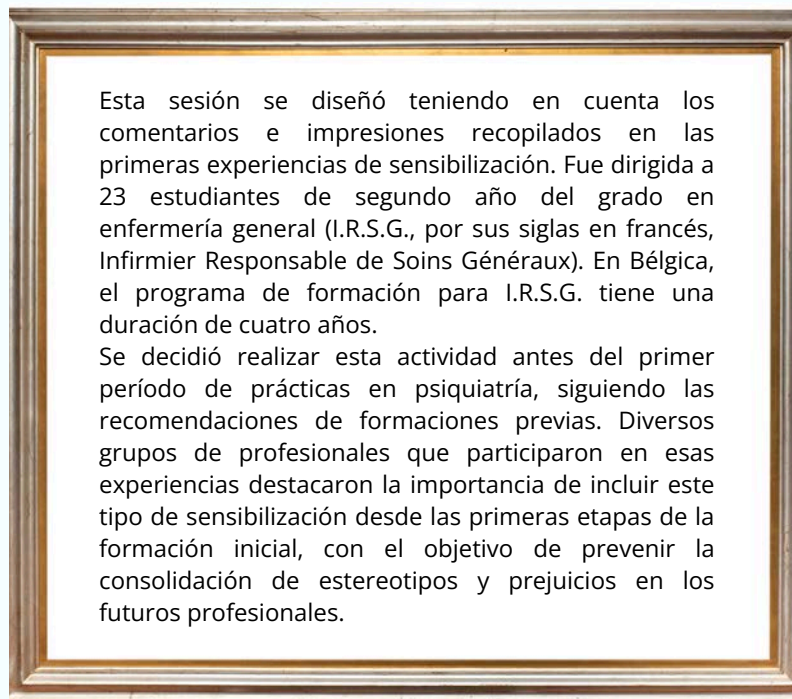 Esta sesión se diseñó teniendo en cuenta los
comentarios e impresiones recopilados en las
primeras experiencias de sensibilización. Fue dirigida a
23 estudiantes de segundo año del grado en
enfermería general (I.R.S.G., por sus siglas en francés,
Infirmier Responsable de Soins Généraux). En Bélgica,
el programa de formación para I.R.S.G. tiene una
duración de cuatro años.
Se decidió realizar esta actividad antes del primer
período de prácticas en psiquiatría, siguiendo las
recomendaciones de formaciones previas. Diversos
grupos de profesionales que participaron en esas
experiencias destacaron la importancia de incluir este
tipo de sensibilización desde las primeras etapas de la
formación inicial, con el objetivo de prevenir la
consolidación de estereotipos y prejuicios en los
futuros profesionales.